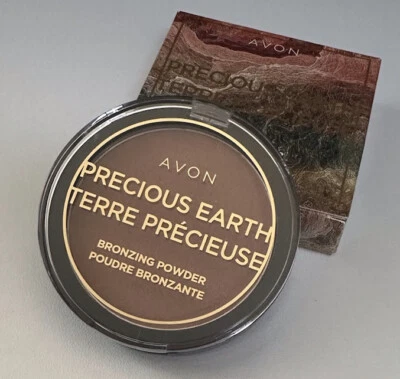 AVON
PRECIOUS
TERRE
AVON
PRECIOUS EARTH
TERRE PRÉCIEUSE
BRONZING POWDER
POUDRE BRONZANTE